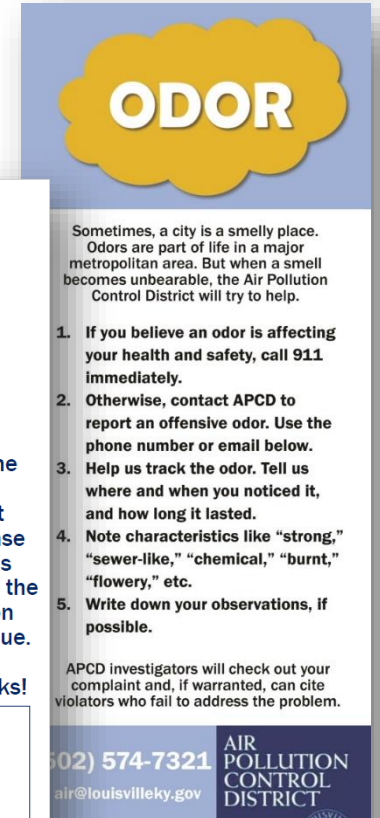 ODOR
Sometimes, a city is a smelly place.
Odors are part of life in a major
metropolitan area. But when a smell
becomes unbearable, the Air Pollution
Control District will try to help.
1. If you believe an odor is affecting
your health and safety, call 911
immediately.
2. Otherwise, contact APCD to
report an offensive odor. Use the
phone number or email below.
3. Help us track the odor. Tell us
where and when you noticed it,
and how long it lasted.
4. Note characteristics like “strong,”
“sewer-like,” “chemical,” “burnt,”
“flowery,” etc.
5. Write down your observations, if
possible.
APCD investigators will check out your
complaint and, if warranted, can cite
violators who fail to address the problem.
502) 574-7321
air@louisvilleky.gov
AIR
POLLUTION
CONTROL
DISTRICT
the